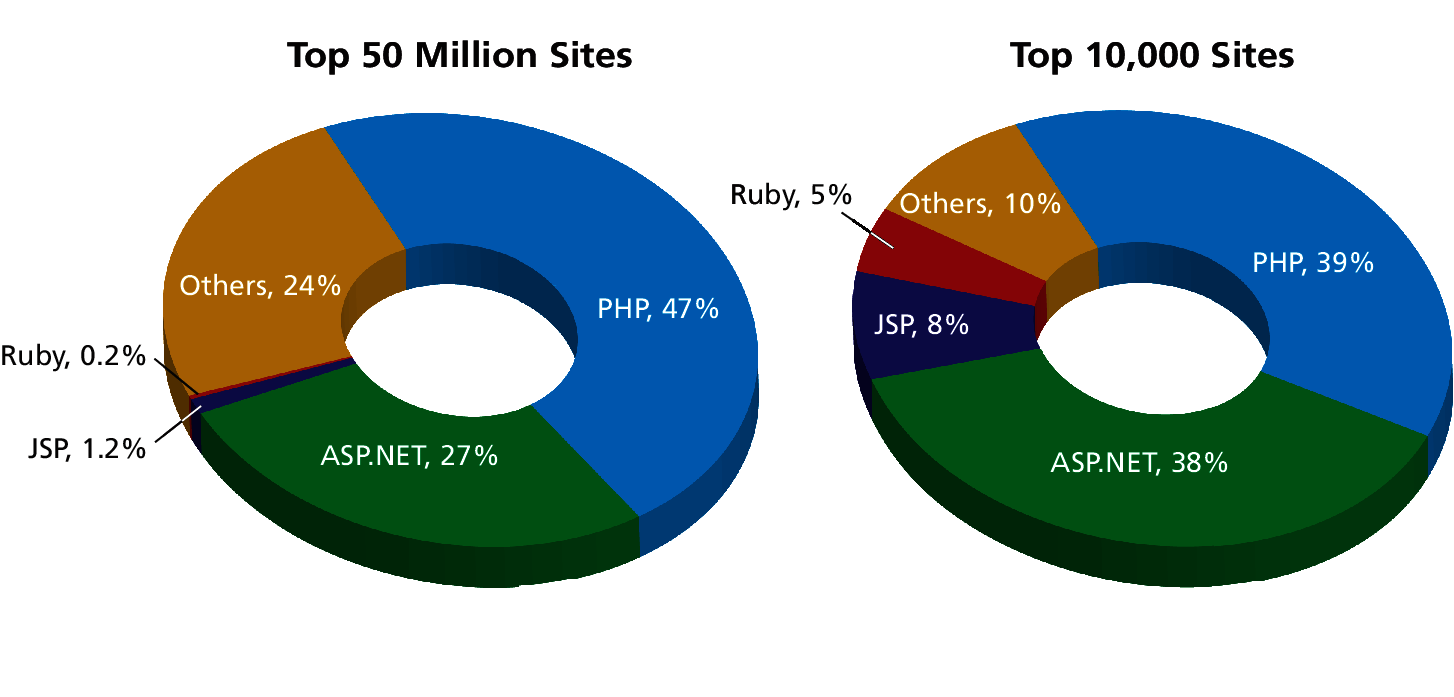 Top 50 Million Sites
Others, 24%
PHP, 47%
Ruby, 0.2%
JSP, 1.2%
ASP.NET, 27%
Top 10,000 Sites
Ruby, 5%
Others, 10%
PHP, 39%
JSP, 8%
ASP.NET, 38%